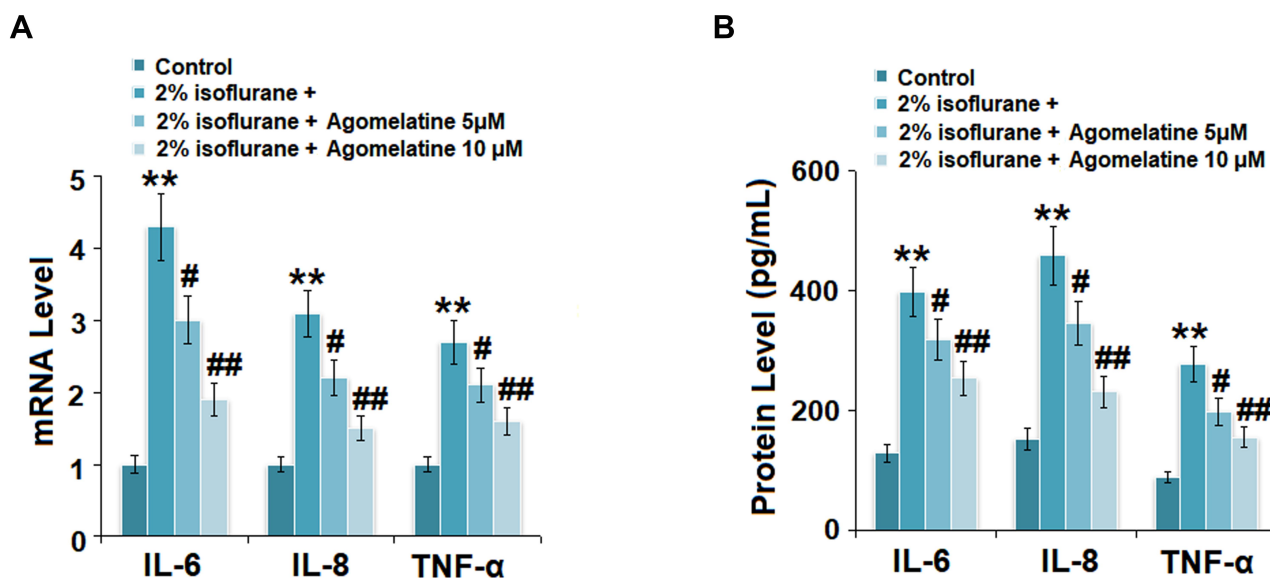 A
Control
2% isoflurane +
2% isoflurane + Agomelatine 5µM
2% isoflurane + Agomelatine 10 µM
mRNA Level
5
4
3
2
1
0
**
#
##
**
#
##
**
#
##
IL-6
IL-8
TNF-α
B
Control
2% isoflurane +
2% isoflurane + Agomelatine 5µM
2% isoflurane + Agomelatine 10 µM
Protein Level (pg/mL)
600
400
200
0
**
#
##
**
#
##
**
#
##
IL-6
IL-8
TNF-α